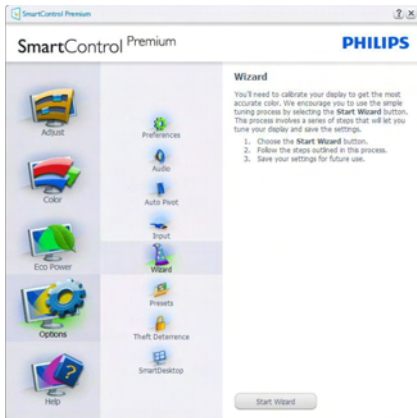 SmartControl Premium
SmartControl Premium
PHILIPS
Adjust
Color
Eco Power
Options
Help
Preferences
Audio
Auto Pivot
Input
Wizard
Presets
Theft Deterrence
SmartDesktop
Wizard
You'll need to calibrate your display to get the most
accurate color. We encourage you to use the simple
tuning process by selecting the Start Wizard button.
This process involves a series of steps that will let you
tune your display and save the settings.
1. Choose the Start Wizard button.
2. Follow the steps outlined in this process.
3. Save your settings for future use.
Start Wizard